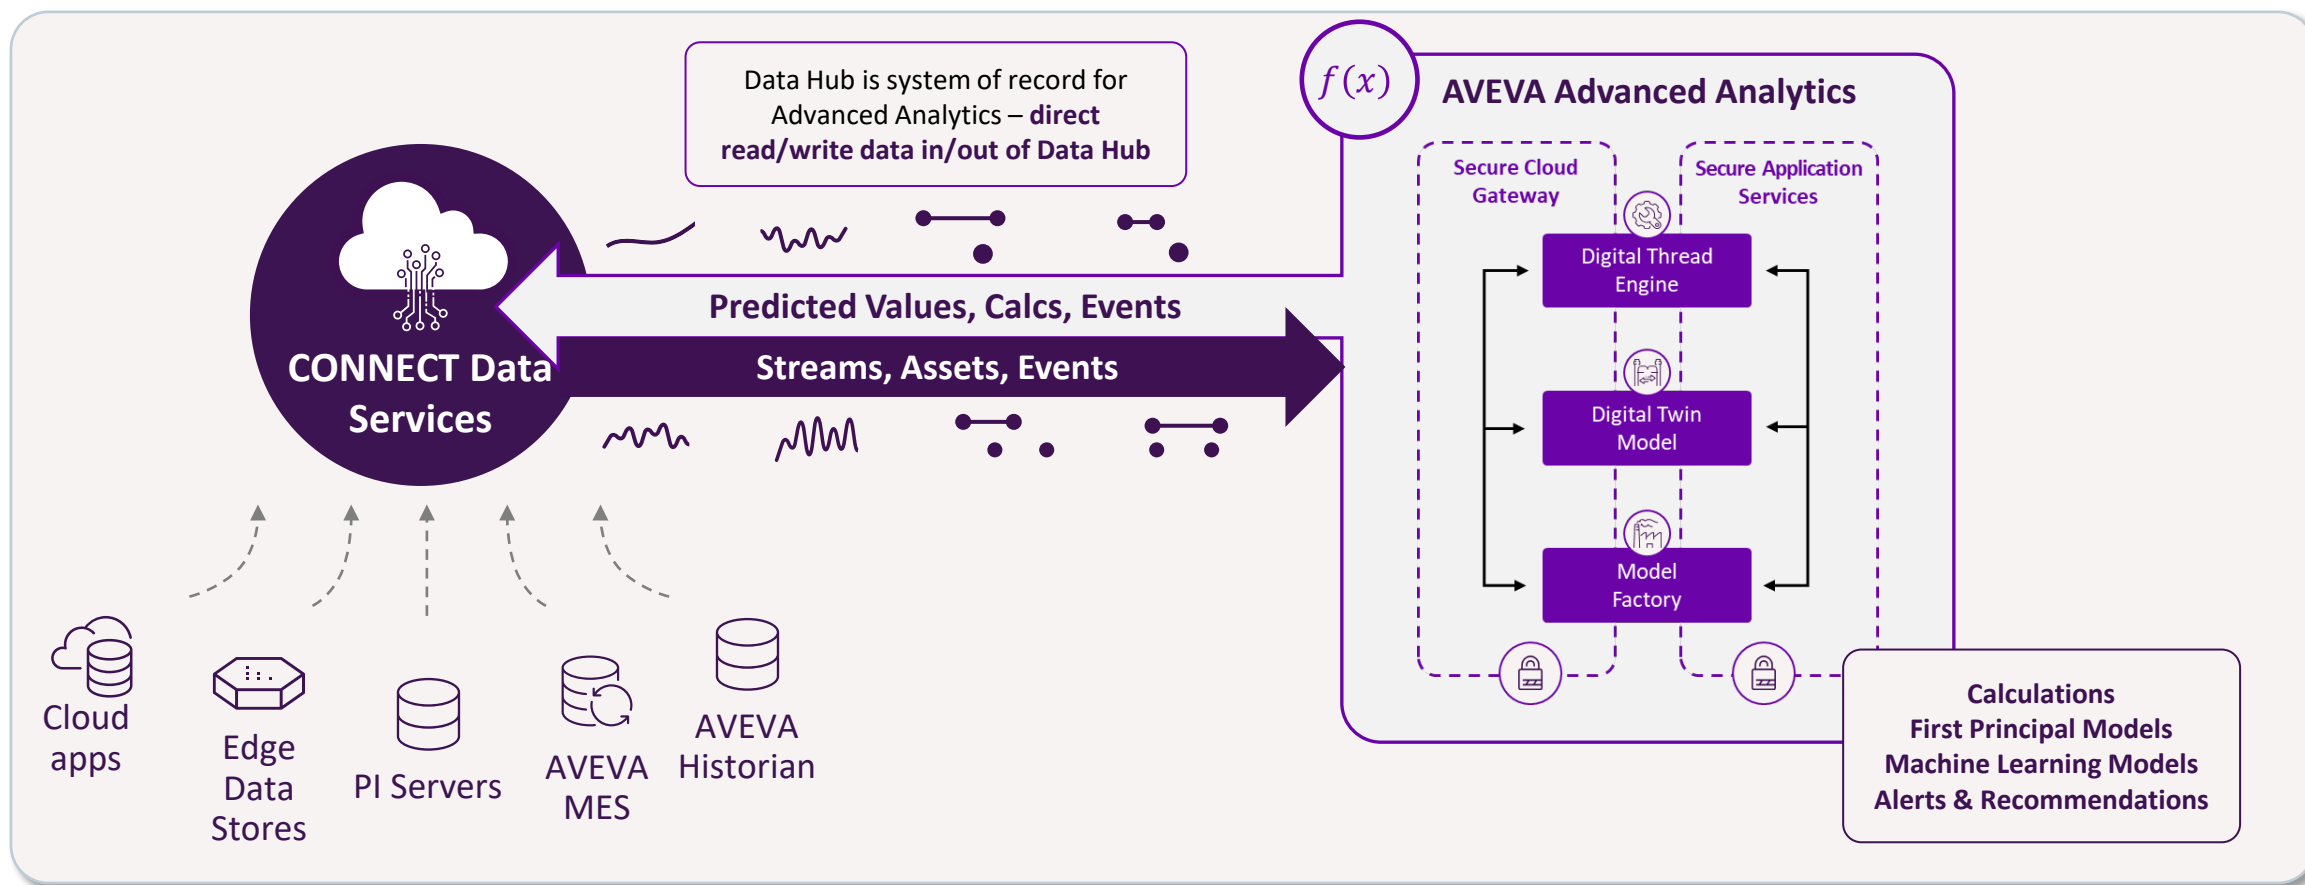 Data Hub is system of record for
Advanced Analytics – direct
read/write data in/out of Data Hub
f(x)
AVEVA Advanced Analytics
Secure Cloud
Gateway
Secure Application
Services
Digital Thread
Engine
Predicted Values, Calcs, Events
Streams, Assets, Events
CONNECT Data
Services
Digital Twin
Model
Model
Factory
Cloud
apps
Edge
Data
Stores
PI Servers
AVEVA
MES
AVEVA
Historian
Calculations
First Principal Models
Machine Learning Models
Alerts & Recommendations